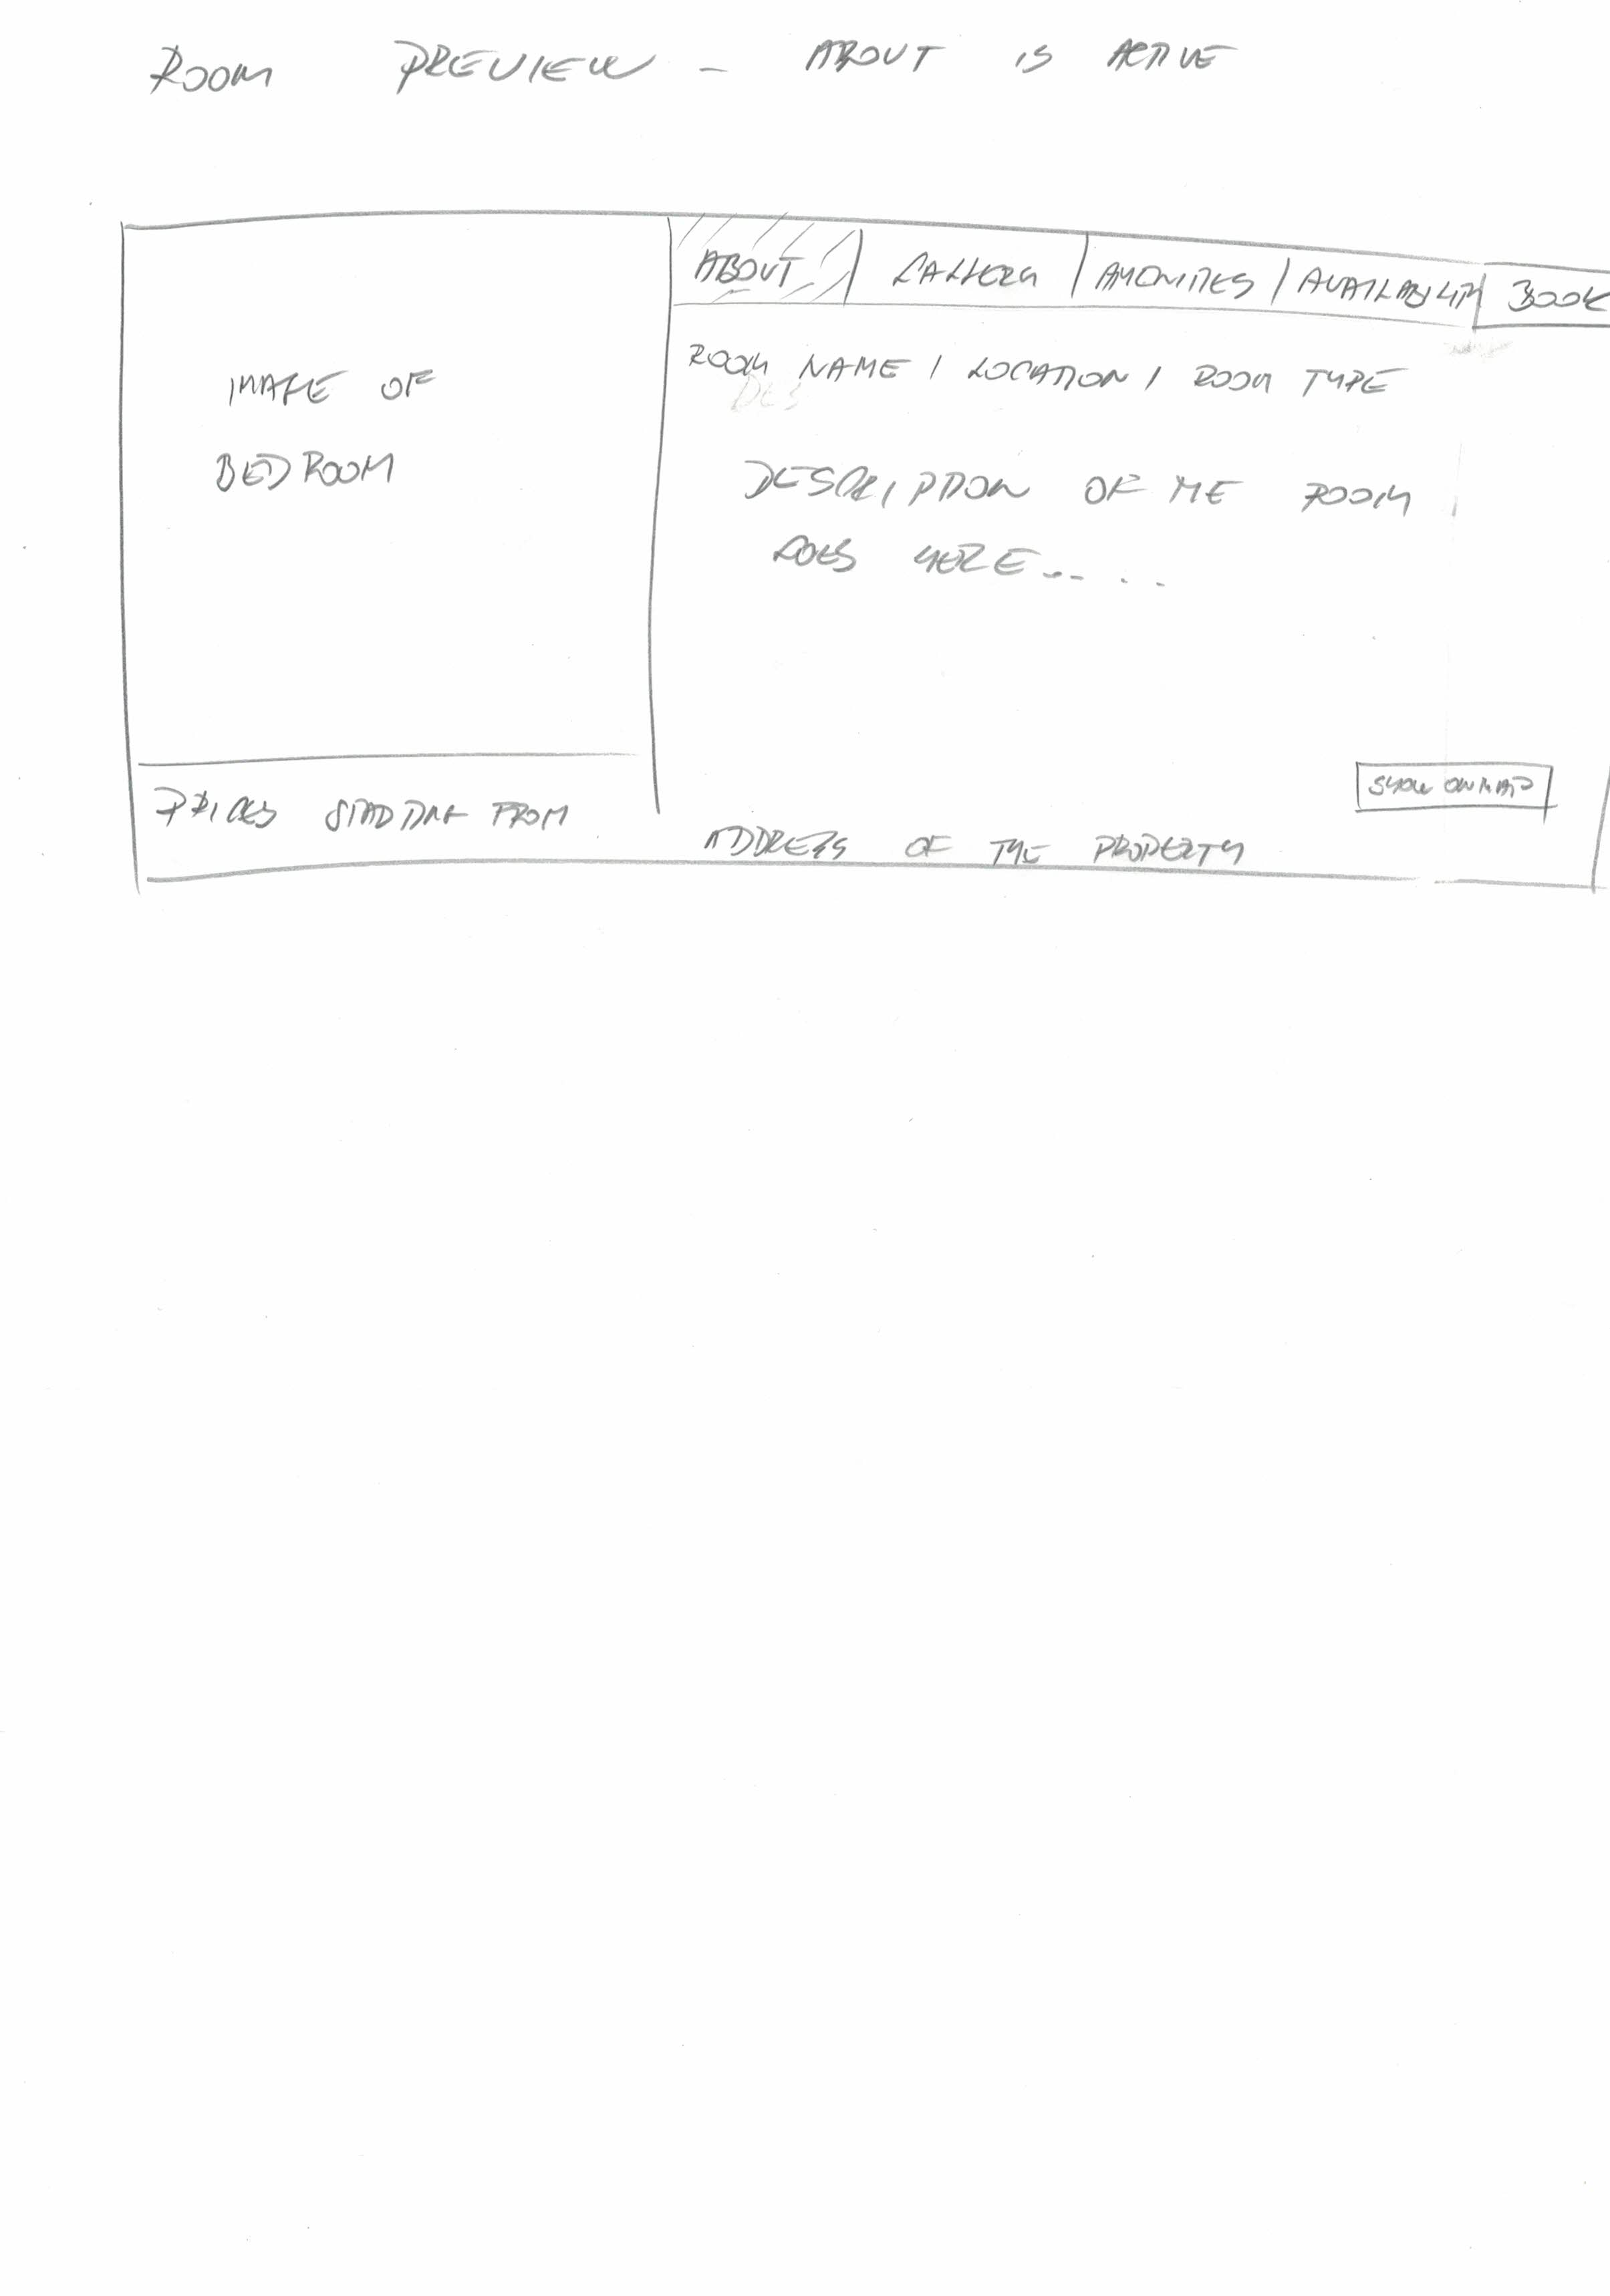 ROOM PREVIEW - ABOUT IS ACTIVE
ABOUT | GALLERY | AMENITIES | AVAILABILITY | BOOK
ROOM NAME / LOCATION / ROOM TYPE
IMAGE OF
BEDROOM
DESCRIPTION OF THE ROOM
GOES HERE.....
SHOW ON MAP
PRICES STARTING FROM
ADDRESS OF THE PROPERTY